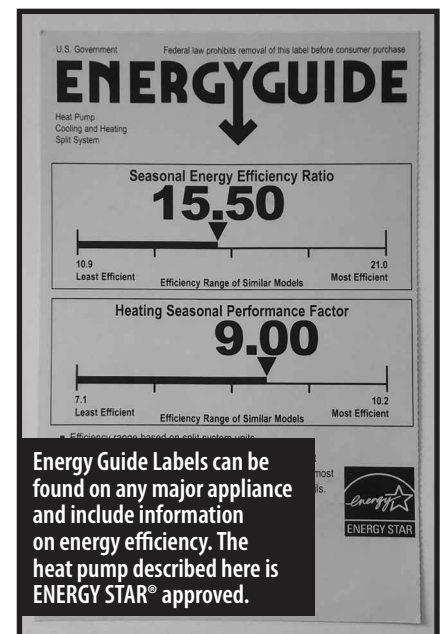 U.S. Government Federal law prohibits removal of this label before consumer purchase
ENERGYGUIDE
Heat Pump
Cooling and Heating
Split System
Seasonal Energy Efficiency Ratio
15.50
10.9 21.0
Least Efficient Efficiency Range of Similar Models Most Efficient
Heating Seasonal Performance Factor
9.00
7.1 10.2
Least Efficient Efficiency Range of Similar Models Most Efficient
Efficiency range based on split system units
most
ils.
Energy Guide Labels can be
found on any major appliance
and include information
on energy efficiency. The
heat pump described here is
ENERGY STAR® approved.
energy
ENERGY STAR